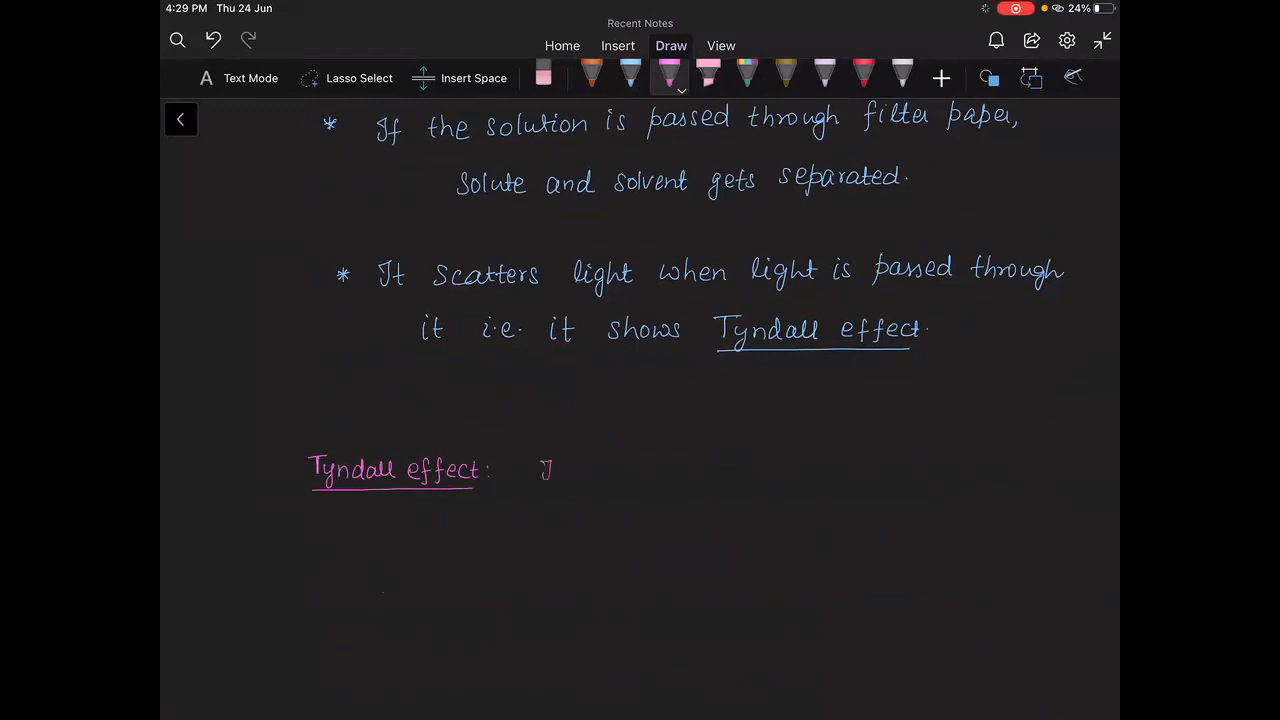 4:29 PM Thu 24 Jun
24%
Recent Notes
Home Insert Draw View
A Text Mode Lasso Select Insert Space
* If the solution is passed through filter paper,
solute and solvent gets separated.
* It scatters light when light is passed through
it i.e. it shows Tyndall effect.
Tyndall effect: I